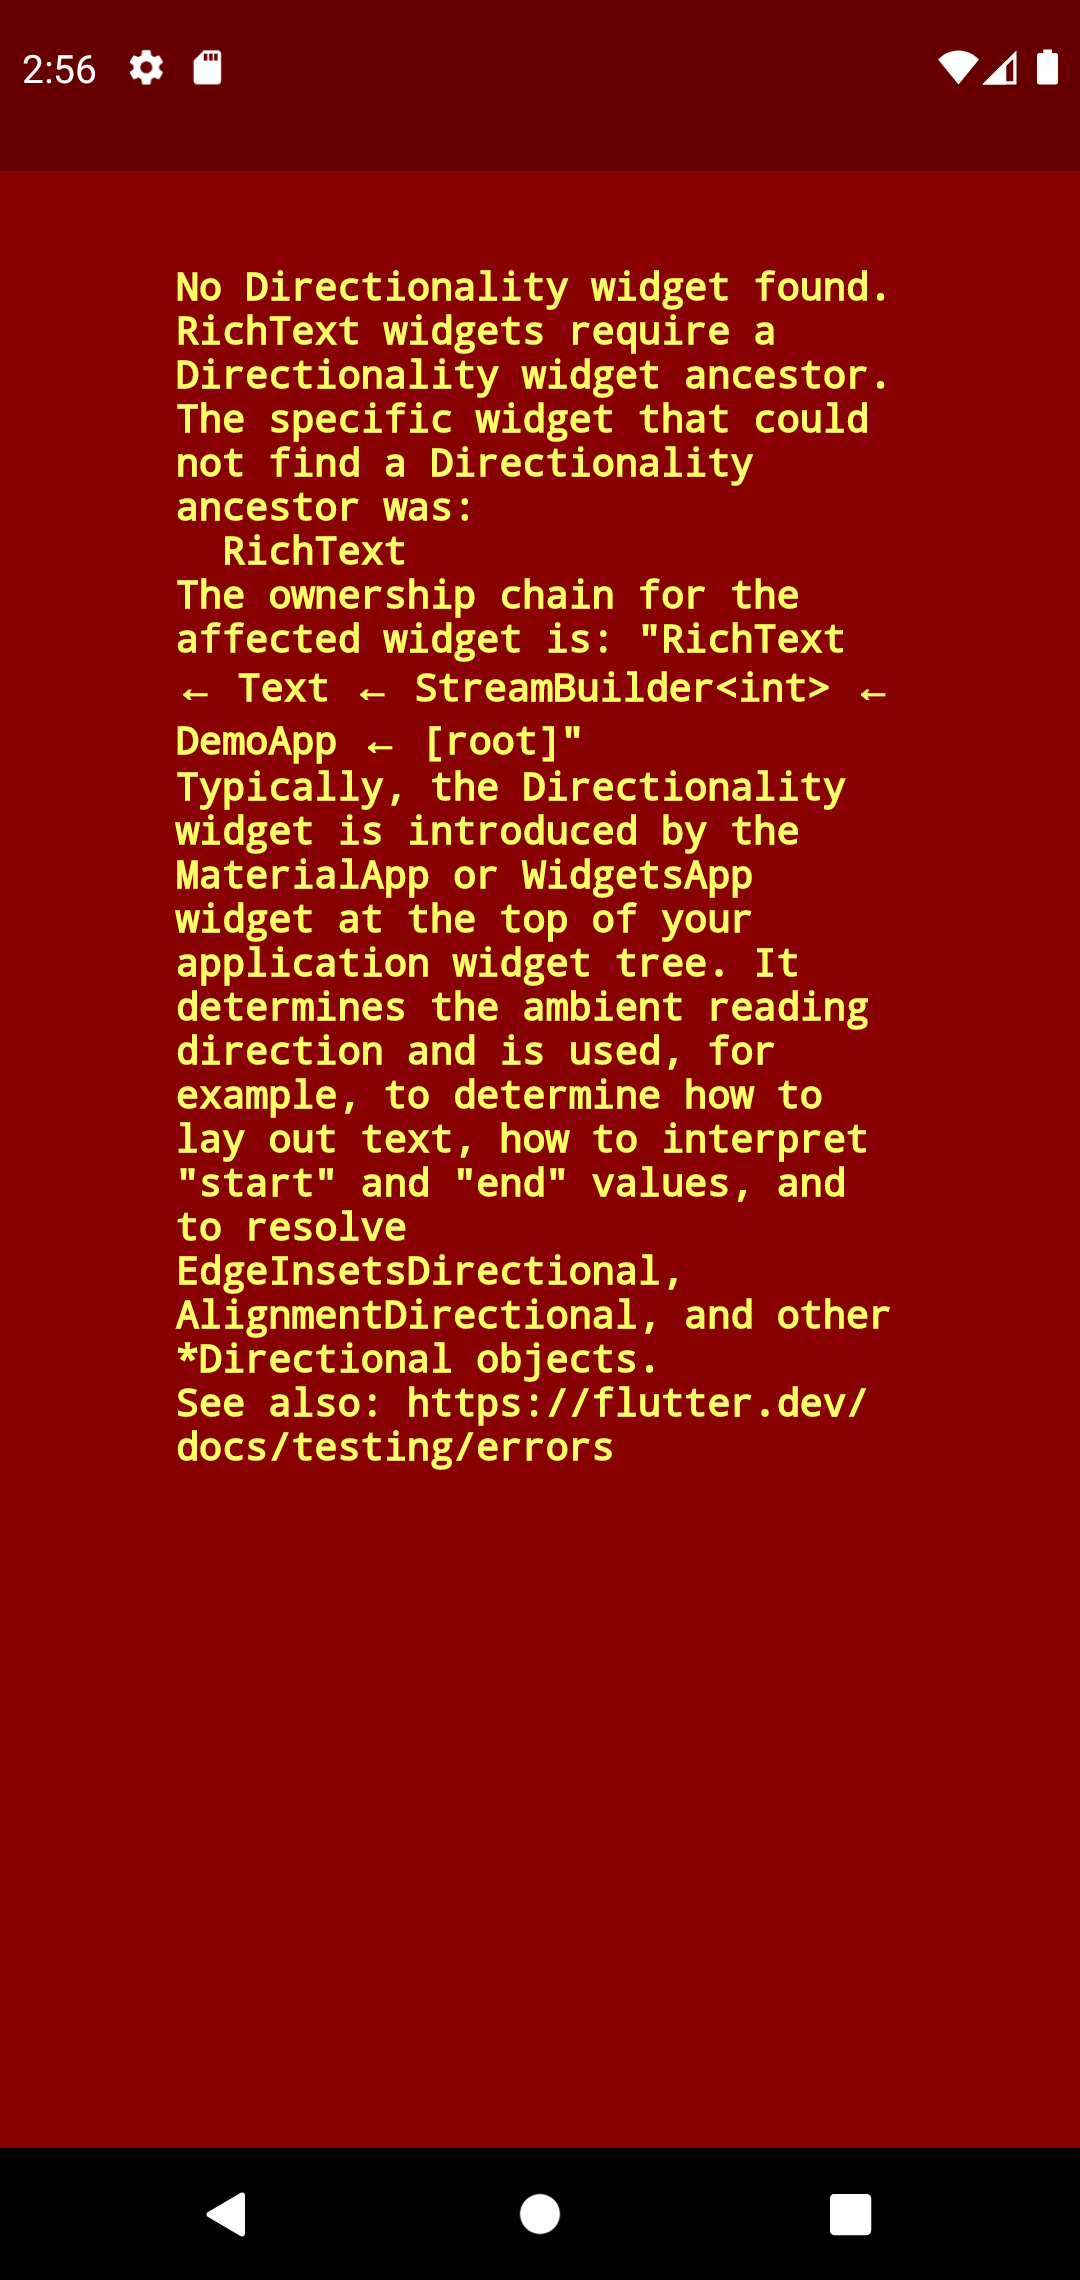 2:56
No Directionality widget found.
RichText widgets require a
Directionality widget ancestor.
The specific widget that could
not find a Directionality
ancestor was:
  RichText
The ownership chain for the
affected widget is: "RichText
← Text ← StreamBuilder<int> ←
DemoApp ← [root]"
Typically, the Directionality
widget is introduced by the
MaterialApp or WidgetsApp
widget at the top of your
application widget tree. It
determines the ambient reading
direction and is used, for
example, to determine how to
lay out text, how to interpret
"start" and "end" values, and
to resolve
EdgeInsetsDirectional,
AlignmentDirectional, and other
*Directional objects.
See also: https://flutter.dev/
docs/testing/errors